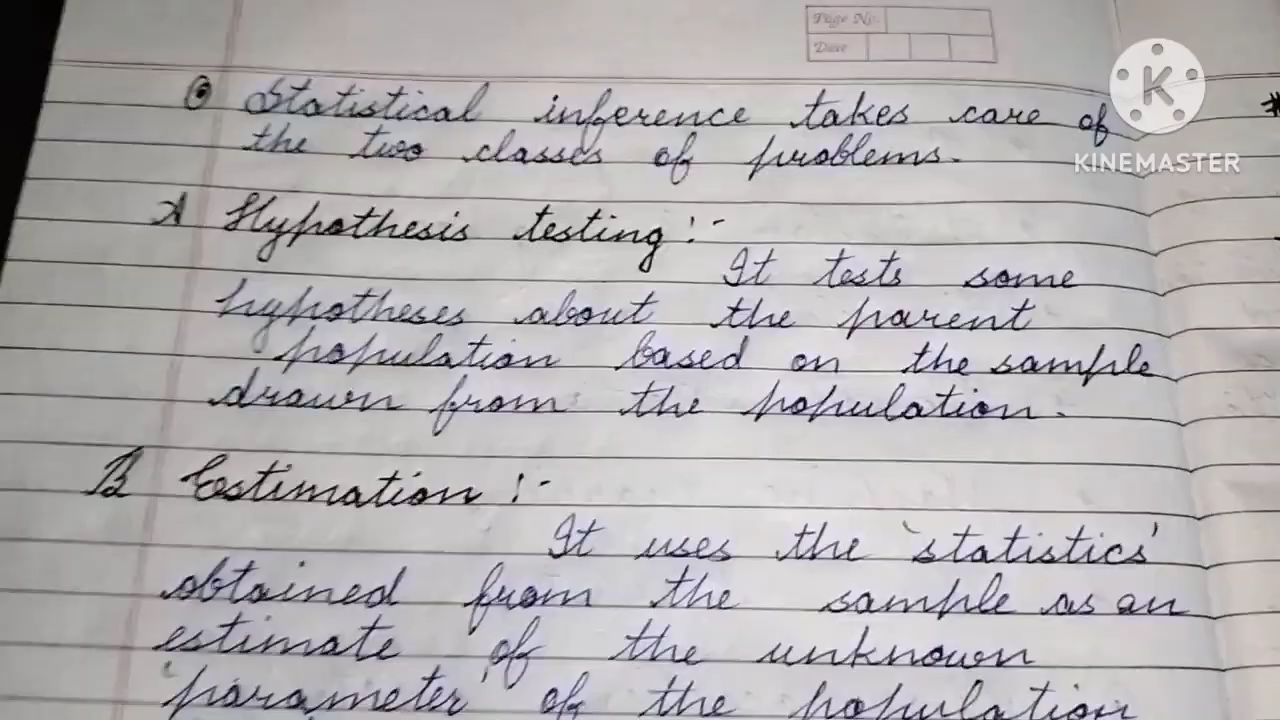 Page No.
Date
Statistical inference takes care of
the two classes of problems.
KINEMASTER
A Hypothesis testing :-
It tests some
hypotheses about the parent
population based on the sample
drawn from the population.
B Estimation :-
It uses the 'statistics'
obtained from the sample as an
estimate of the unknown
'parameter' of the population